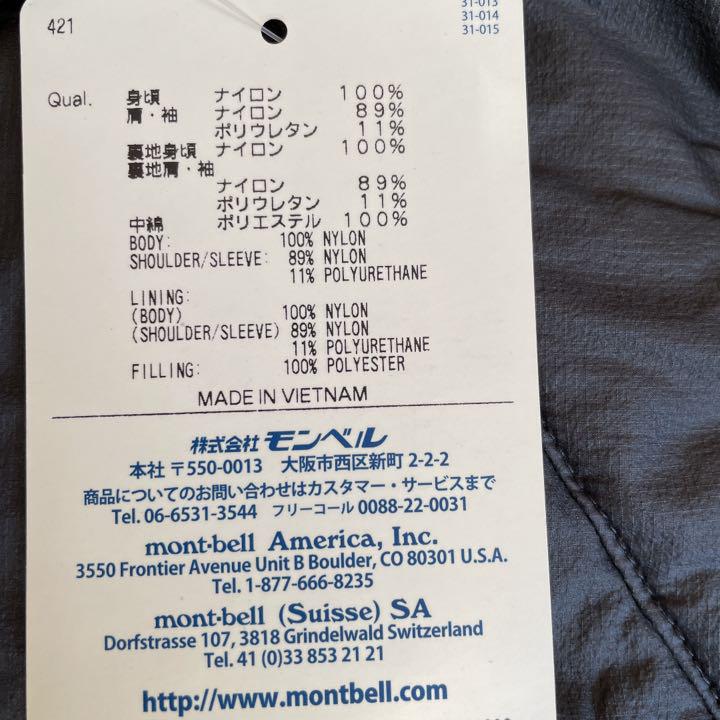 421
31-013
31-014
31-015
Qual. 身頃 ナイロン 100%
肩・袖 ナイロン 89%
ポリウレタン 11%
裏地身頃 ナイロン 100%
裏地肩・袖
ナイロン 89%
ポリウレタン 11%
中綿 ポリエステル 100%
BODY: 100% NYLON
SHOULDER/SLEEVE: 89% NYLON
11% POLYURETHANE
LINING:
(BODY) 100% NYLON
(SHOULDER/SLEEVE) 89% NYLON
11% POLYURETHANE
FILLING: 100% POLYESTER
MADE IN VIETNAM
株式会社 モンベル
本社 〒550-0013 大阪市西区新町 2-2-2
商品についてのお問い合わせはカスタマー・サービスまで
Tel. 06-6531-3544 フリーコール 0088-22-0031
mont-bell America, Inc.
3550 Frontier Avenue Unit B Boulder, CO 80301 U.S.A.
Tel. 1-877-666-8235
mont-bell (Suisse) SA
Dorfstrasse 107, 3818 Grindelwald Switzerland
Tel. 41 (0)33 853 21 21
http://www.montbell.com